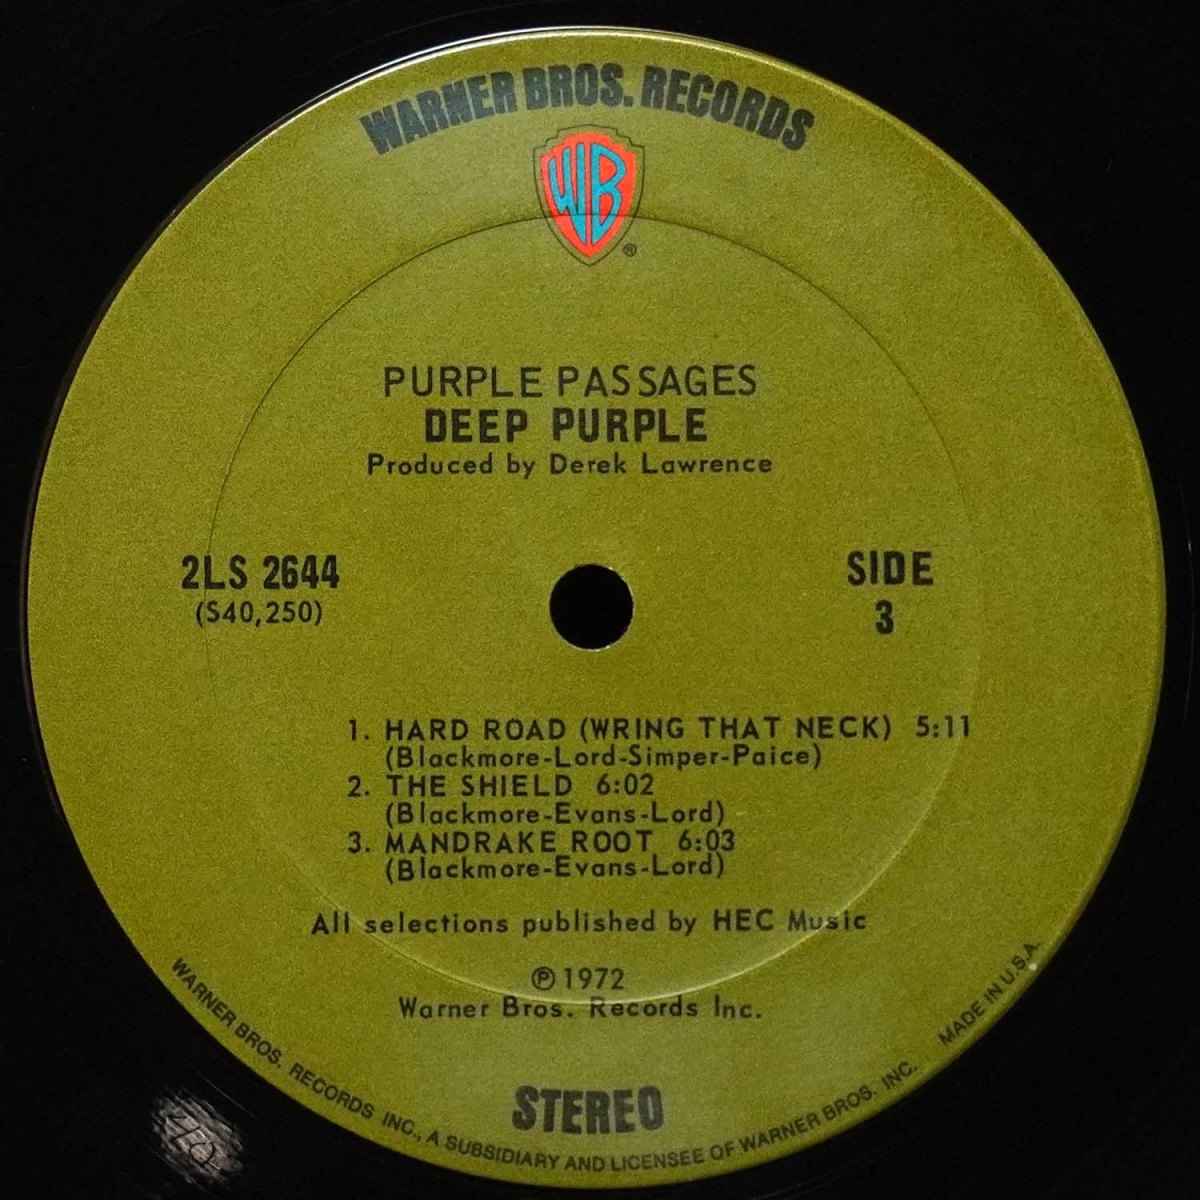 WARNER BROS. RECORDS
WB
®
PURPLE PASSAGES
DEEP PURPLE
Produced by Derek Lawrence
2LS 2644
(S40,250)
SIDE
3
1. HARD ROAD (WRING THAT NECK) 5:11
(Blackmore-Lord-Simper-Paice)
2. THE SHIELD 6:02
(Blackmore-Evans-Lord)
3. MANDRAKE ROOT 6:03
(Blackmore-Evans-Lord)
All selections published by HEC Music
℗ 1972
Warner Bros. Records Inc.
STEREO
WARNER BROS. RECORDS INC., A SUBSIDIARY AND LICENSEE OF WARNER BROS. INC. MADE IN U.S.A.